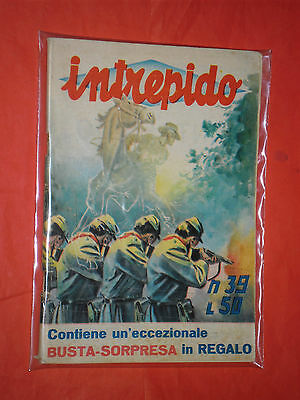 intrepido
n 39
L 50
Contiene un'eccezionale
BUSTA-SORPRESA in REGALO